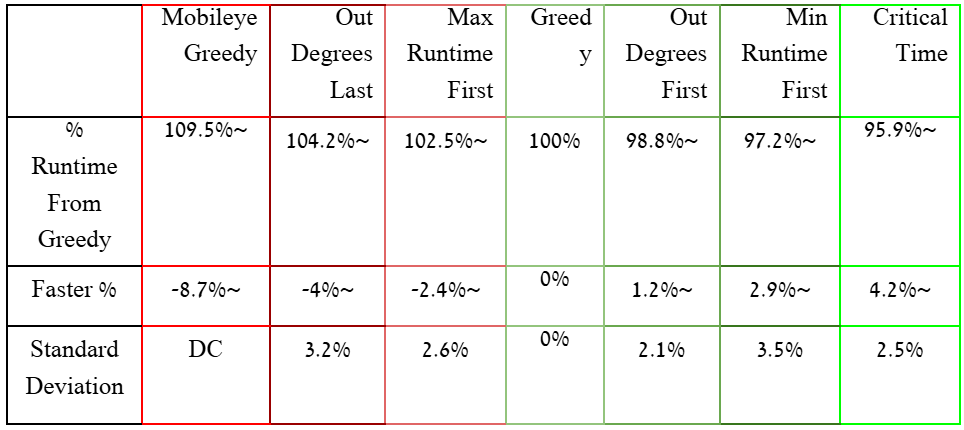 Mobileye Greedy
Out Degrees Last
Max Runtime First
Greed y
Out Degrees First
Min Runtime First
Critical Time
% Runtime From Greedy
109.5%~
104.2%~
102.5%~
100%
98.8%~
97.2%~
95.9%~
Faster %
-8.7%~
-4%~
-2.4%~
0%
1.2%~
2.9%~
4.2%~
Standard Deviation
DC
3.2%
2.6%
0%
2.1%
3.5%
2.5%